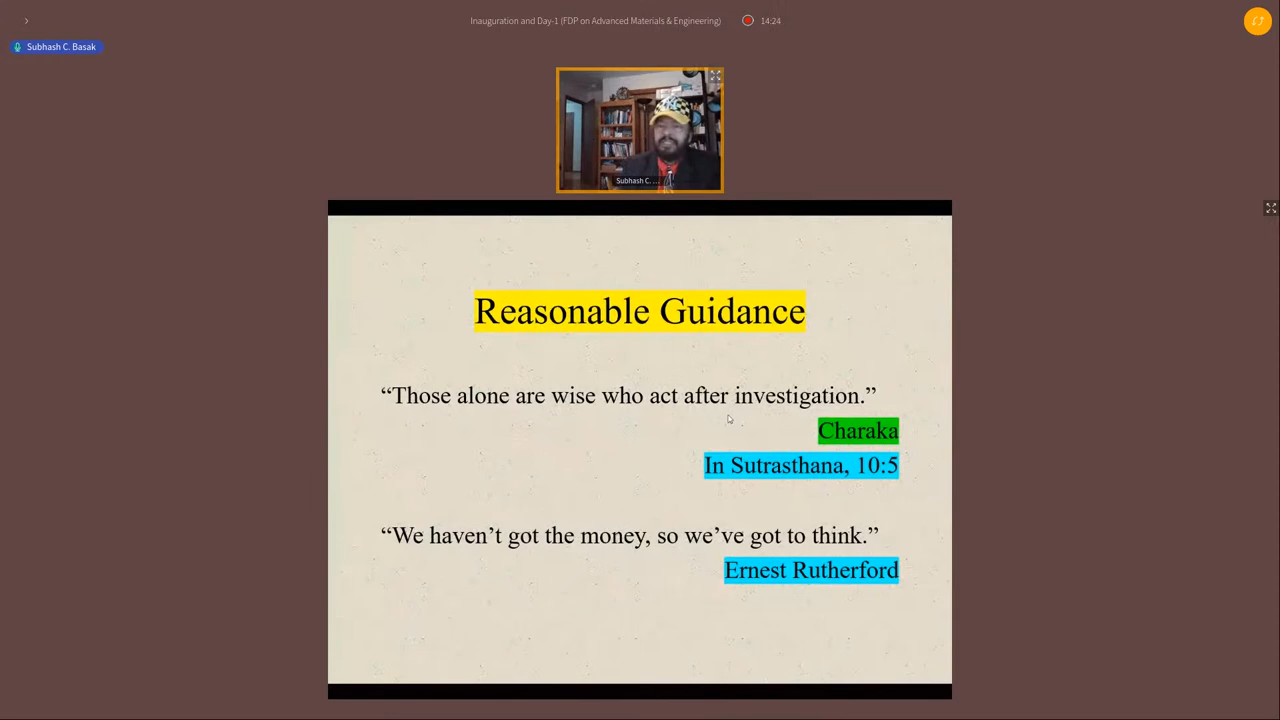 Inauguration and Day-1 (FDP on Advanced Materials & Engineering) 14:24
Subhash C. Basak
Subhash C. ...
Reasonable Guidance
“Those alone are wise who act after investigation.”
Charaka
In Sutrasthana, 10:5
“We haven’t got the money, so we’ve got to think.”
Ernest Rutherford